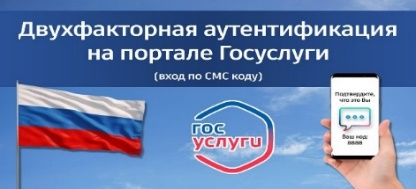 Двухфакторная аутентификация
на портале Госуслуги
(вход по СМС коду)
гос
услуги
Подтвердите,
что это Вы
Ваш код: